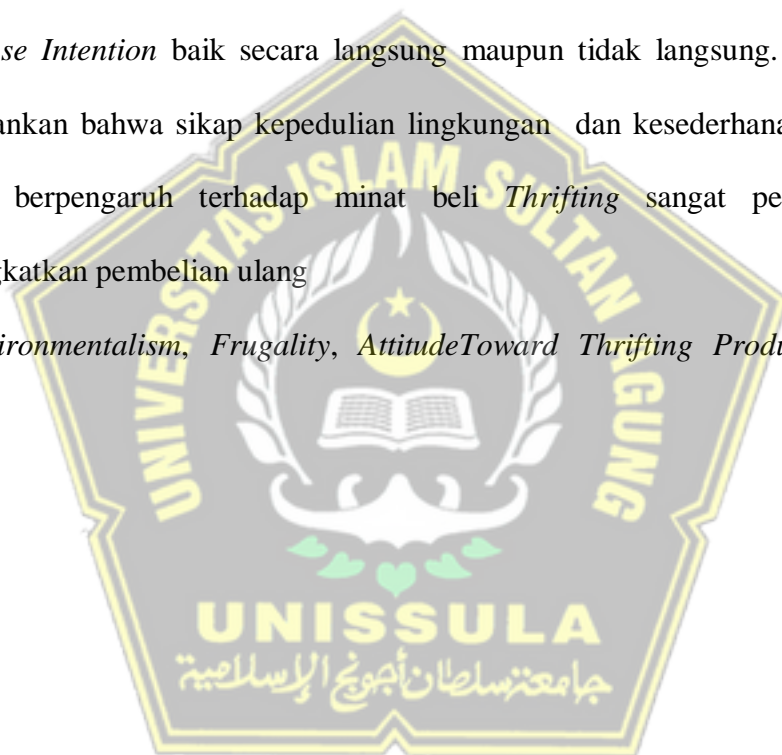 se Intention baik secara langsung maupun tidak langsung.
ankan bahwa sikap kepedulian lingkungan dan kesederhana
berpengaruh terhadap minat beli Thrifting sangat pe
gkatkan pembelian ulang
ironmentalism, Frugality, AttitudeToward Thrifting Produ
UNIVERSITAS ISLAM SULTAN AGUNG
UNISSULA
جامعة سلطان أجونج الإسلامية